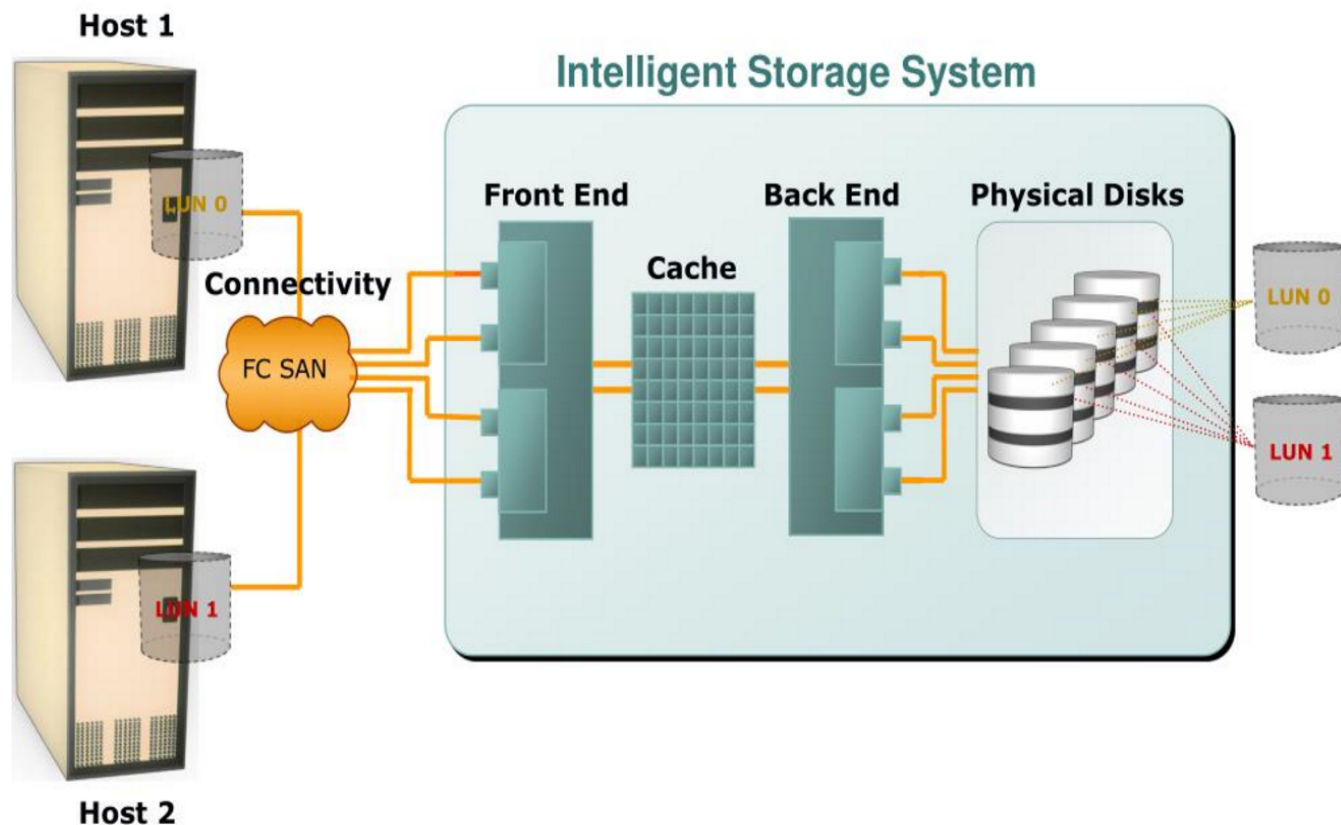 Host 1
Intelligent Storage System
LUN 0
Connectivity
FC SAN
Front End
Cache
Back End
Physical Disks
LUN 0
LUN 1
LUN 1
Host 2